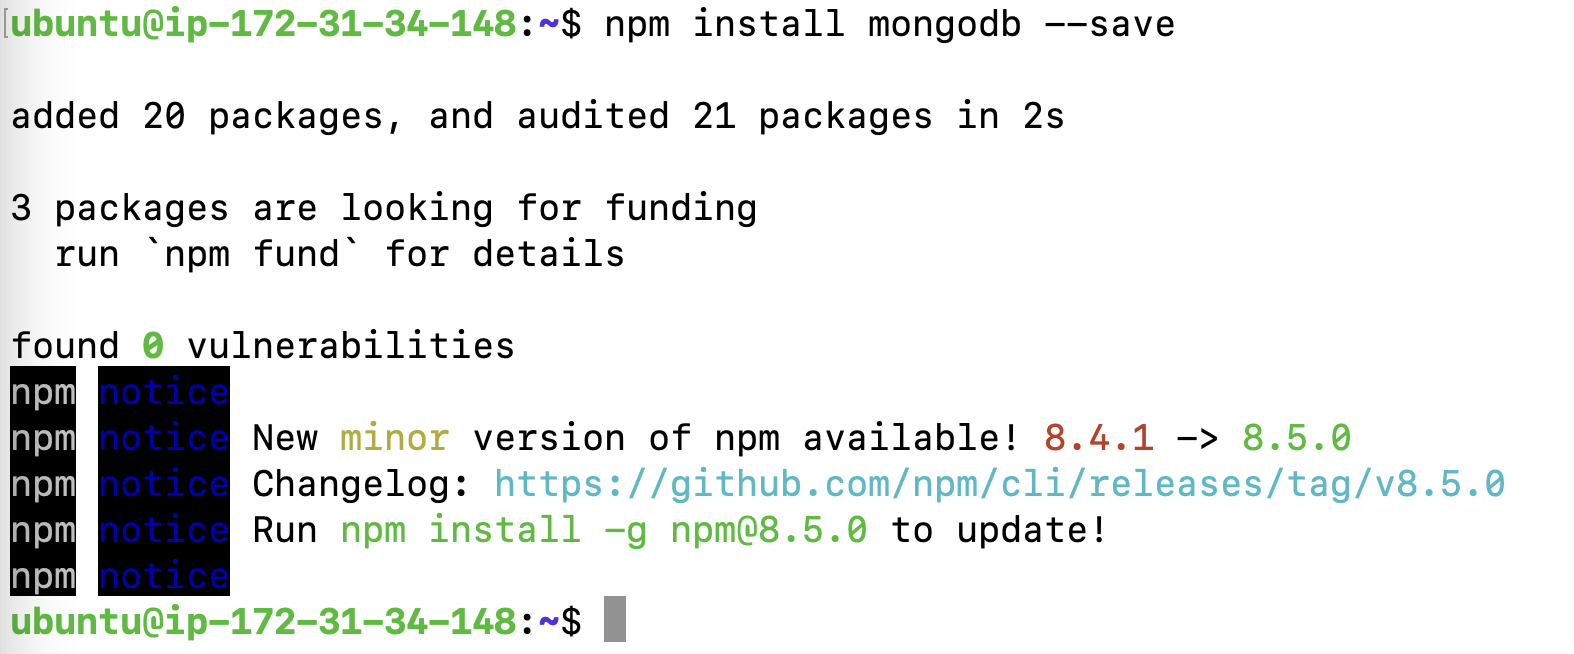 [ubuntu@ip-172-31-34-148:~$ npm install mongodb --save
added 20 packages, and audited 21 packages in 2s
3 packages are looking for funding
  run `npm fund` for details
found 0 vulnerabilities
npm notice
npm notice New minor version of npm available! 8.4.1 -> 8.5.0
npm notice Changelog: https://github.com/npm/cli/releases/tag/v8.5.0
npm notice Run npm install -g npm@8.5.0 to update!
npm notice
ubuntu@ip-172-31-34-148:~$